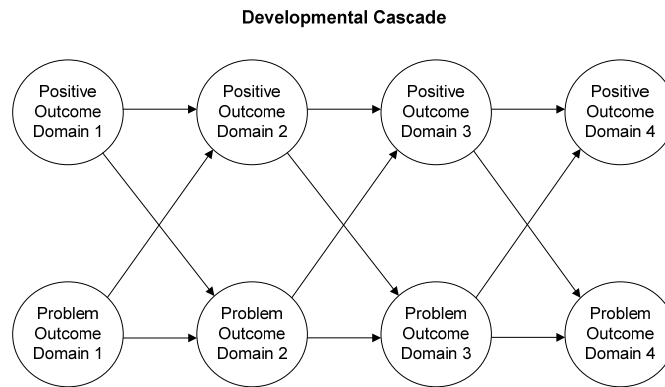 Developmental Cascade
Positive
Outcome
Domain 1
Positive
Outcome
Domain 2
Positive
Outcome
Domain 3
Positive
Outcome
Domain 4
Problem
Outcome
Domain 1
Problem
Outcome
Domain 2
Problem
Outcome
Domain 3
Problem
Outcome
Domain 4